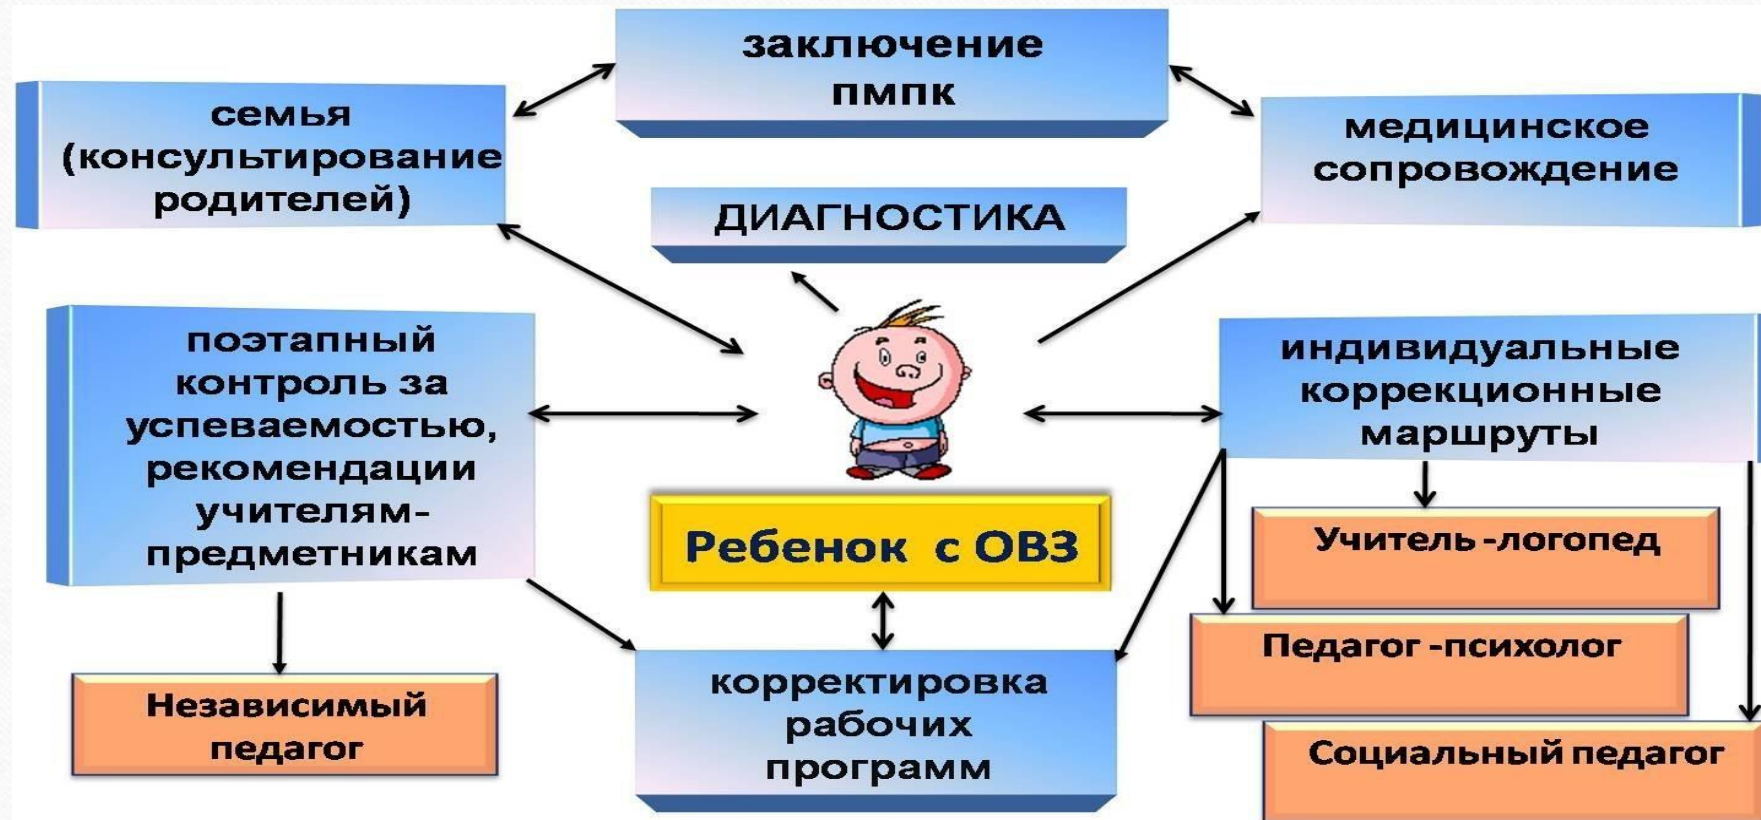 заключение
пмпк
семья
(консультирование
родителей)
медицинское
сопровождение
ДИАГНОСТИКА
поэтапный
контроль за
успеваемостью,
рекомендации
учителям-
предметникам
индивидуальные
коррекционные
маршруты
Ребенок с ОВЗ
Учитель -логопед
Педагог -психолог
Социальный педагог
Независимый
педагог
корректировка
рабочих
программ